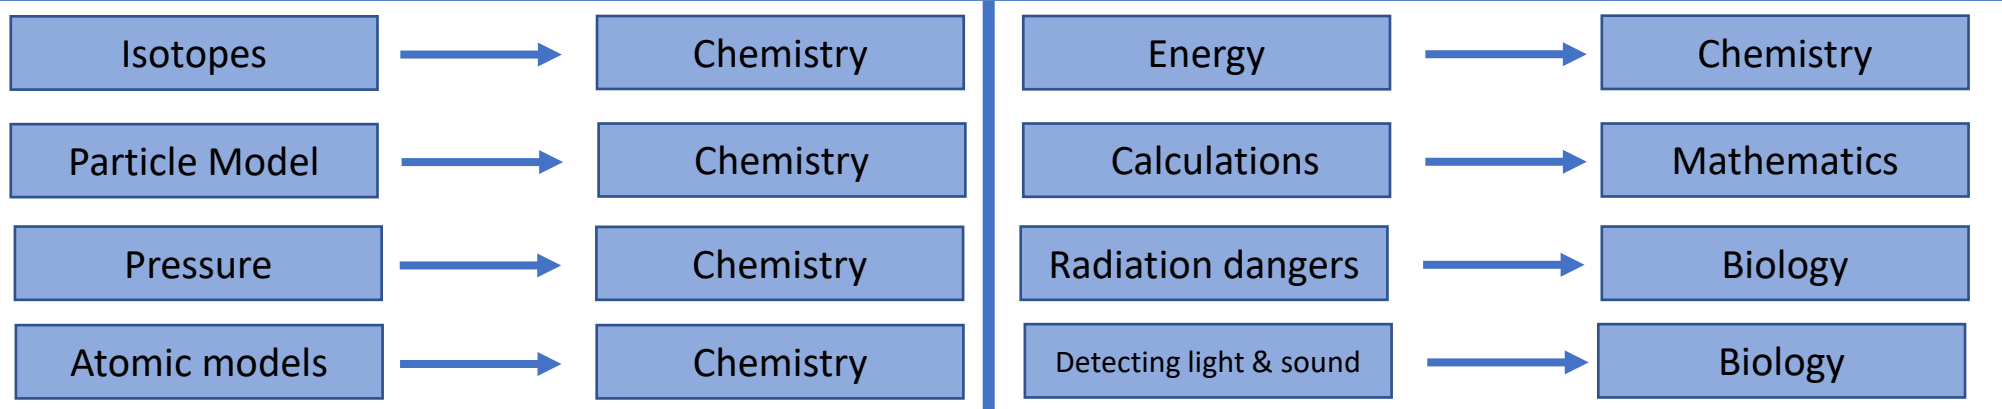 Isotopes
Chemistry
Particle Model
Chemistry
Pressure
Chemistry
Atomic models
Chemistry
Energy
Chemistry
Calculations
Mathematics
Radiation dangers
Biology
Detecting light & sound
Biology